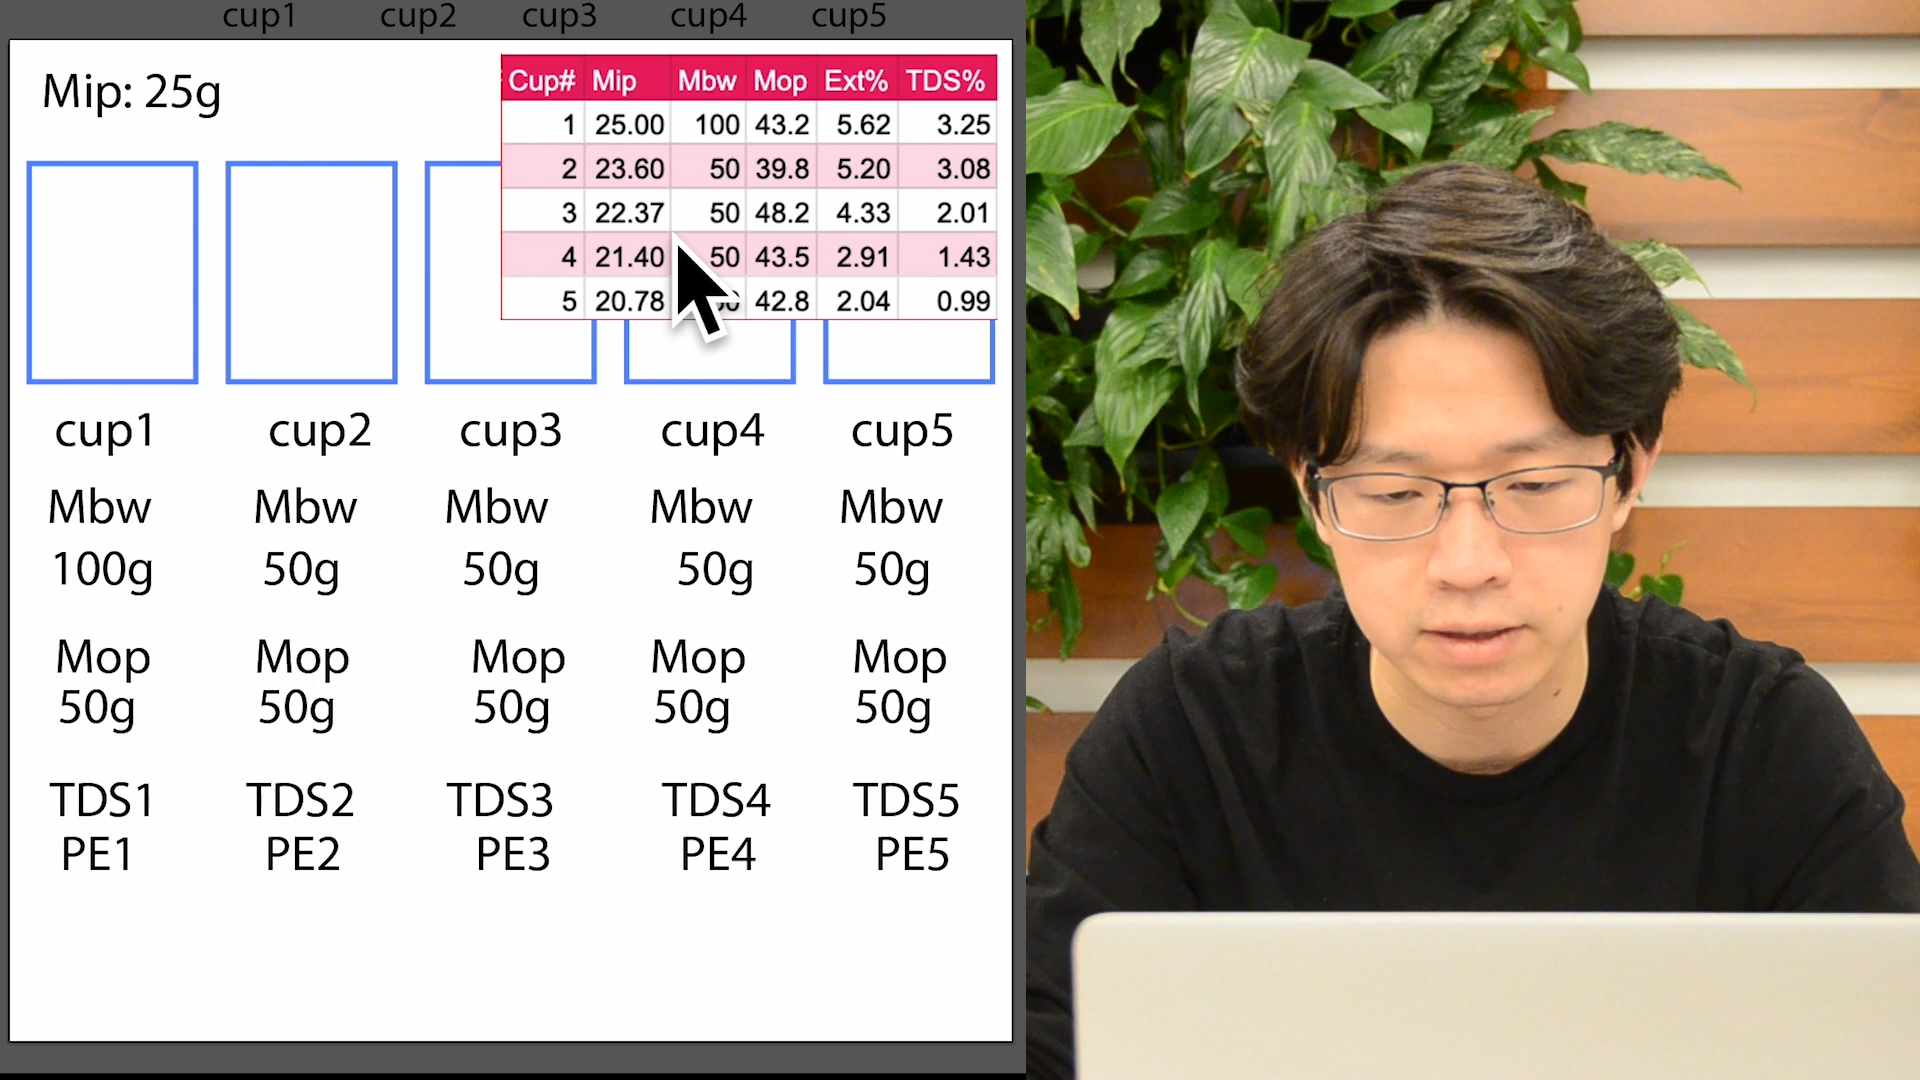 cup1 cup2 cup3 cup4 cup5
Mip: 25g
Cup# Mip Mbw Mop Ext% TDS%
1 25.00 100 43.2 5.62 3.25
2 23.60 50 39.8 5.20 3.08
3 22.37 50 48.2 4.33 2.01
4 21.40 50 43.5 2.91 1.43
5 20.78 42.8 2.04 0.99
cup1 cup2 cup3 cup4 cup5
Mbw Mbw Mbw Mbw Mbw
100g 50g 50g 50g 50g
Mop Mop Mop Mop Mop
50g 50g 50g 50g 50g
TDS1 TDS2 TDS3 TDS4 TDS5
PE1 PE2 PE3 PE4 PE5